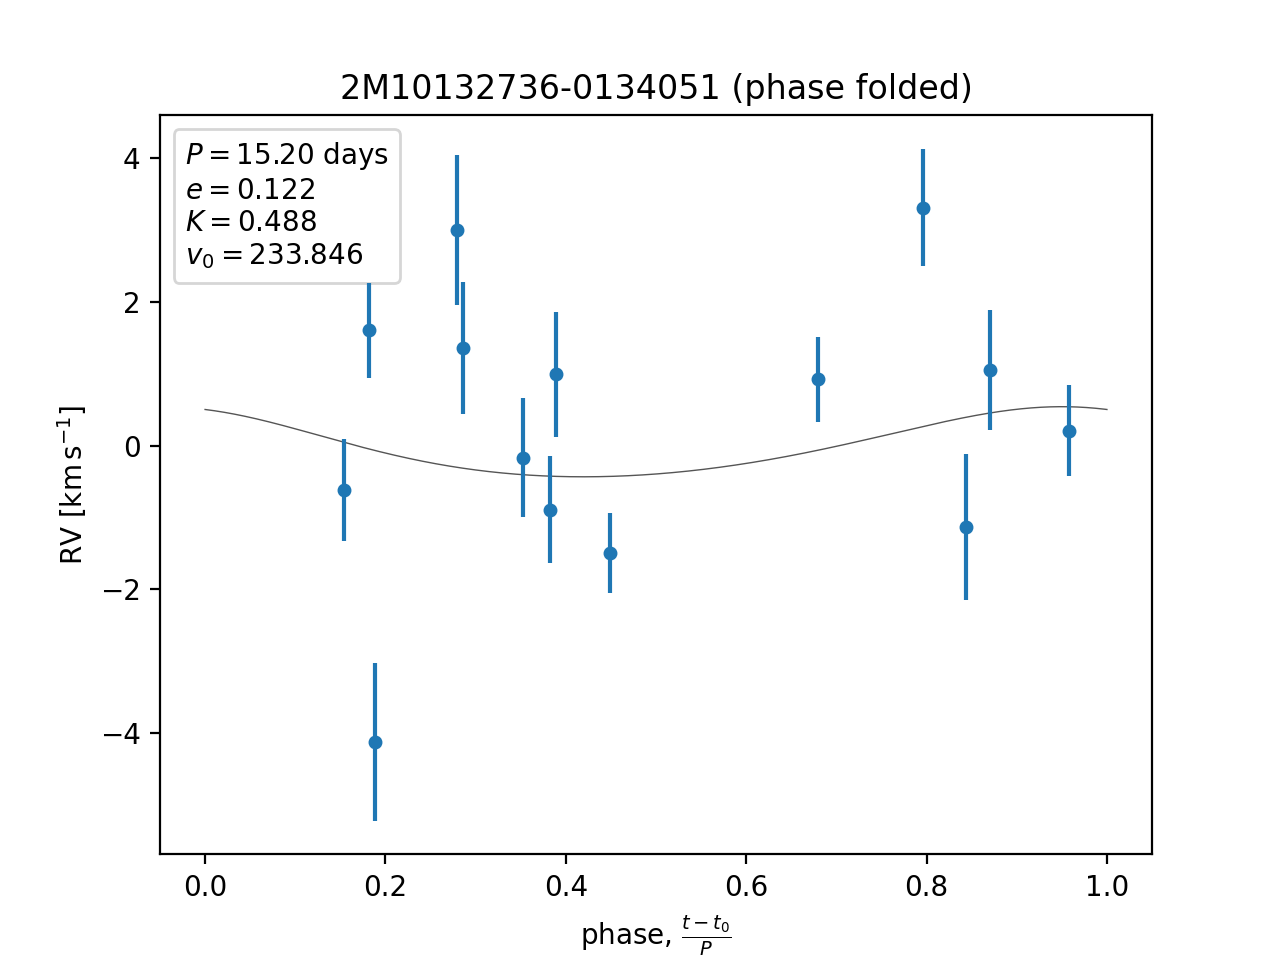 2M10132736-0134051 (phase folded)
P = 15.20 days
e = 0.122
K = 0.488
v₀ = 233.846
4
2
0
−2
−4
RV [km s⁻¹]
0.0 0.2 0.4 0.6 0.8 1.0
phase, (t − t₀)/P